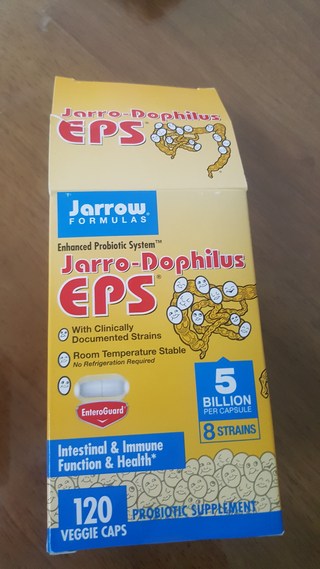 Jarro-Dophilus
EPS®
Jarrow
FORMULAS®
Enhanced Probiotic System™
Jarro-Dophilus
EPS®
With Clinically
Documented Strains
Room Temperature Stable
No Refrigeration Required
EnteroGuard
5
BILLION
PER CAPSULE
8 STRAINS
Intestinal & Immune
Function & Health*
120
VEGGIE CAPS
PROBIOTIC SUPPLEMENT